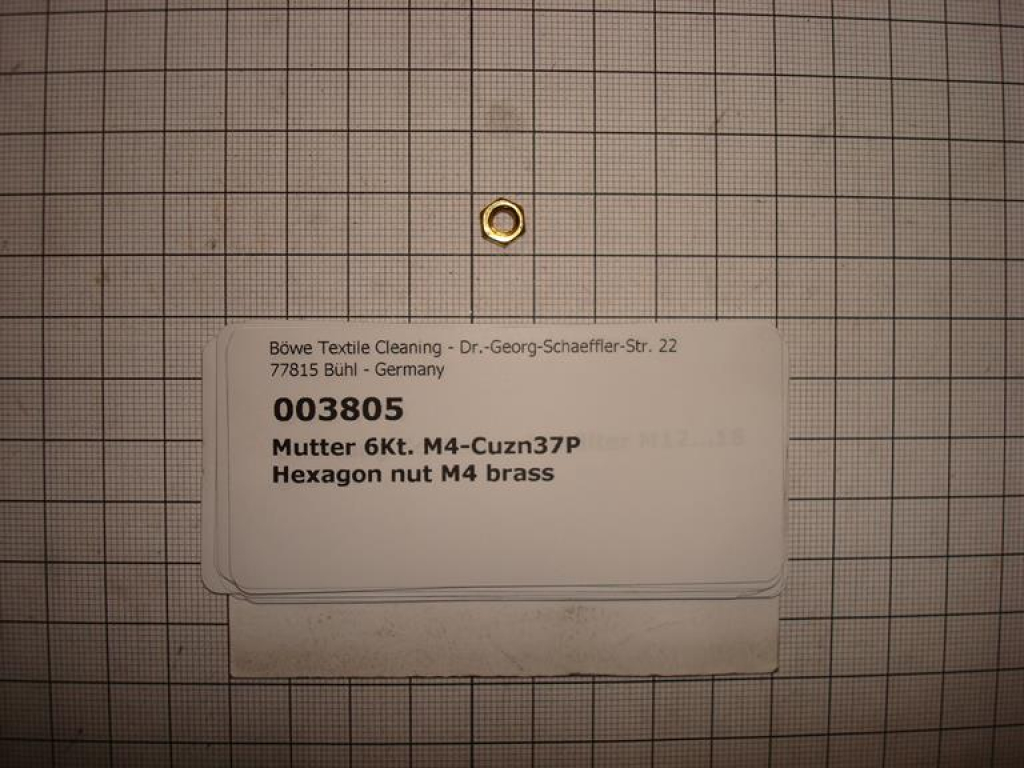 Böwe Textile Cleaning - Dr.-Georg-Schaeffler-Str. 22
77815 Bühl - Germany
003805
Mutter 6Kt. M4-Cuzn37P
Hexagon nut M4 brass